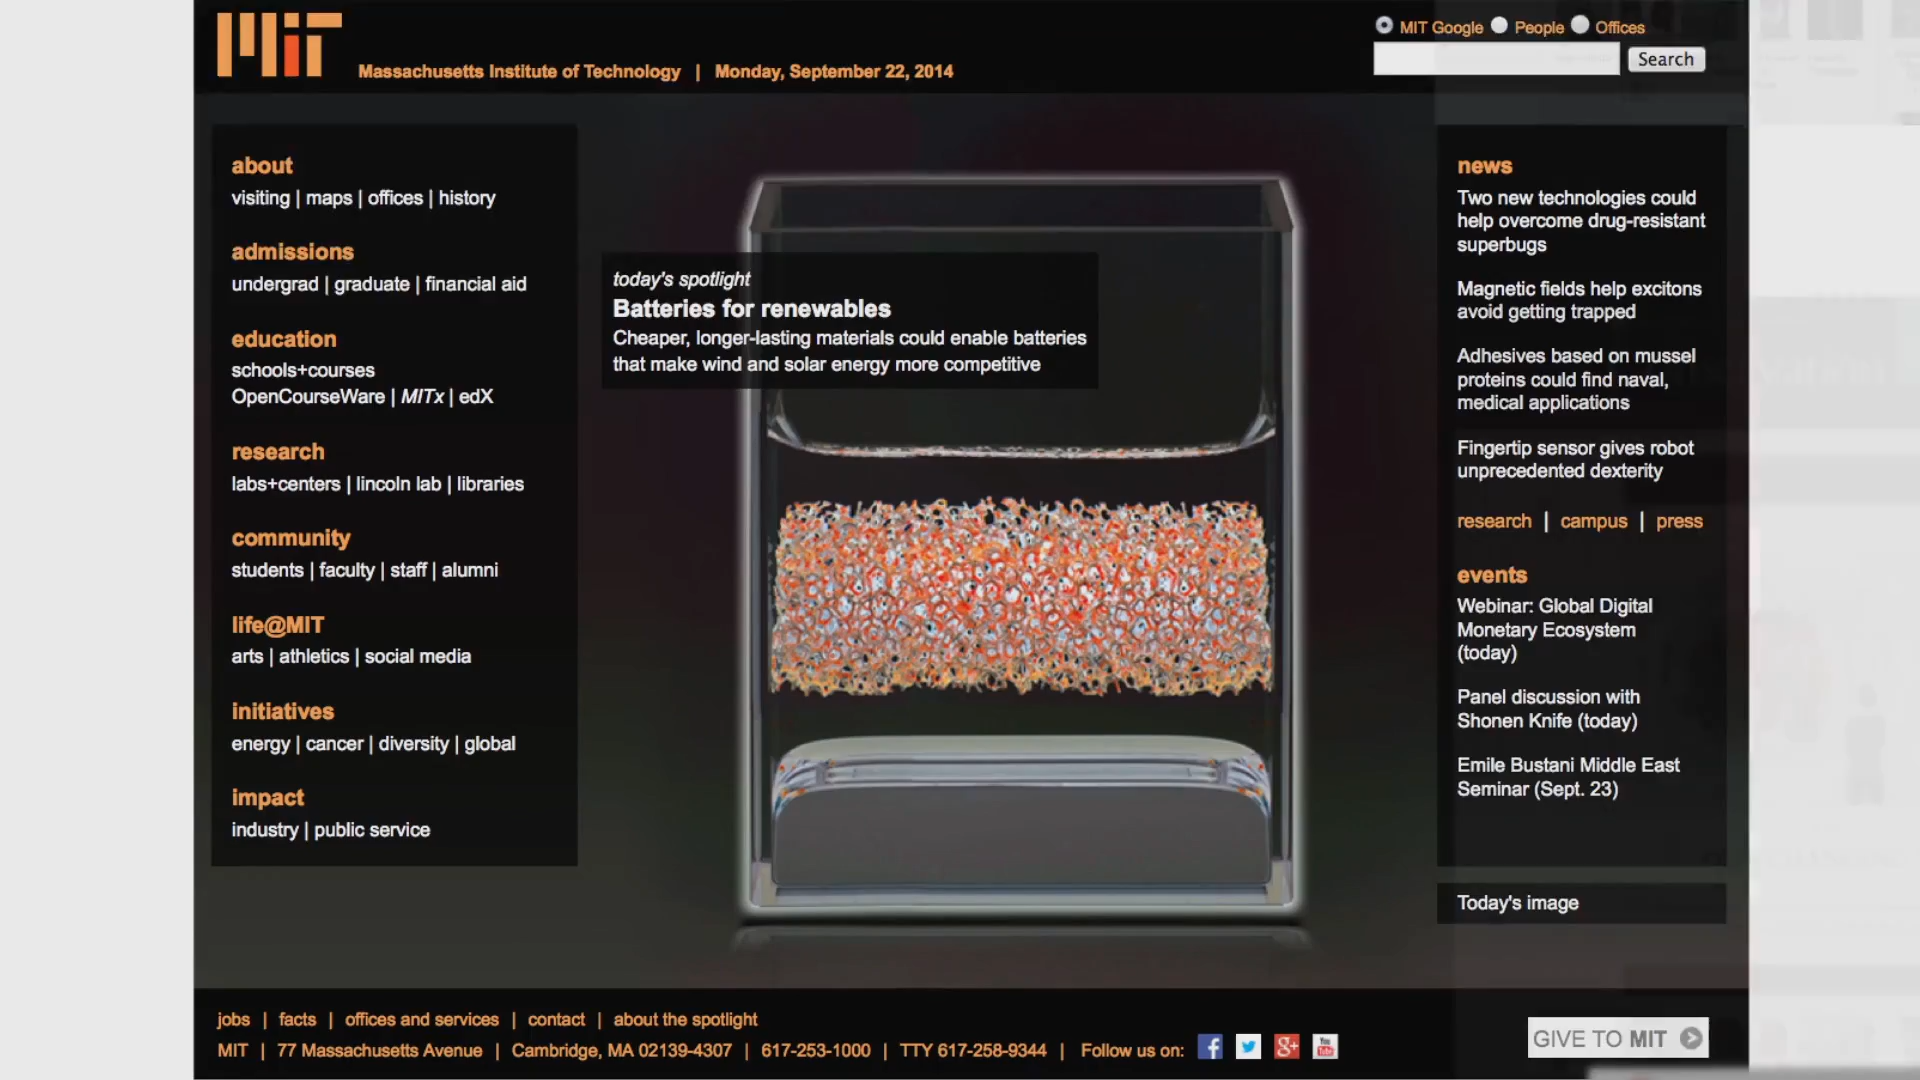 MIT
Massachusetts Institute of Technology | Monday, September 22, 2014
MIT Google People Offices
Search
about
visiting | maps | offices | history
admissions
undergrad | graduate | financial aid
education
schools+courses
OpenCourseWare | MITx | edX
research
labs+centers | lincoln lab | libraries
community
students | faculty | staff | alumni
life@MIT
arts | athletics | social media
initiatives
energy | cancer | diversity | global
impact
industry | public service
today's spotlight
Batteries for renewables
Cheaper, longer-lasting materials could enable batteries
that make wind and solar energy more competitive
news
Two new technologies could
help overcome drug-resistant
superbugs
Magnetic fields help excitons
avoid getting trapped
Adhesives based on mussel
proteins could find naval,
medical applications
Fingertip sensor gives robot
unprecedented dexterity
research | campus | press
events
Webinar: Global Digital
Monetary Ecosystem
(today)
Panel discussion with
Shonen Knife (today)
Emile Bustani Middle East
Seminar (Sept. 23)
Today's image
jobs | facts | offices and services | contact | about the spotlight
MIT | 77 Massachusetts Avenue | Cambridge, MA 02139-4307 | 617-253-1000 | TTY 617-258-9344 | Follow us on:
You Tube
GIVE TO MIT